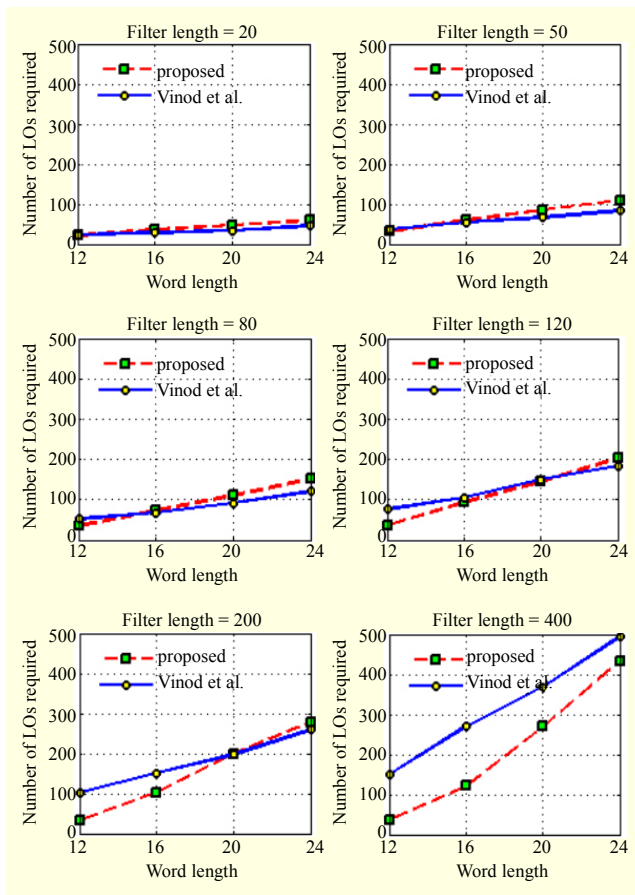 Filter length = 20
500
400
300
200
100
0
12
16
20
24
Number of LOs required
Word length
proposed
Vinod et al.
Filter length = 50
500
400
300
200
100
0
12
16
20
24
Number of LOs required
Word length
proposed
Vinod et al.
Filter length = 80
500
400
300
200
100
0
12
16
20
24
Number of LOs required
Word length
proposed
Vinod et al.
Filter length = 120
500
400
300
200
100
0
12
16
20
24
Number of LOs required
Word length
proposed
Vinod et al.
Filter length = 200
500
400
300
200
100
0
12
16
20
24
Number of LOs required
Word length
proposed
Vinod et al.
Filter length = 400
500
400
300
200
100
0
12
16
20
24
Number of LOs required
Word length
proposed
Vinod et al.